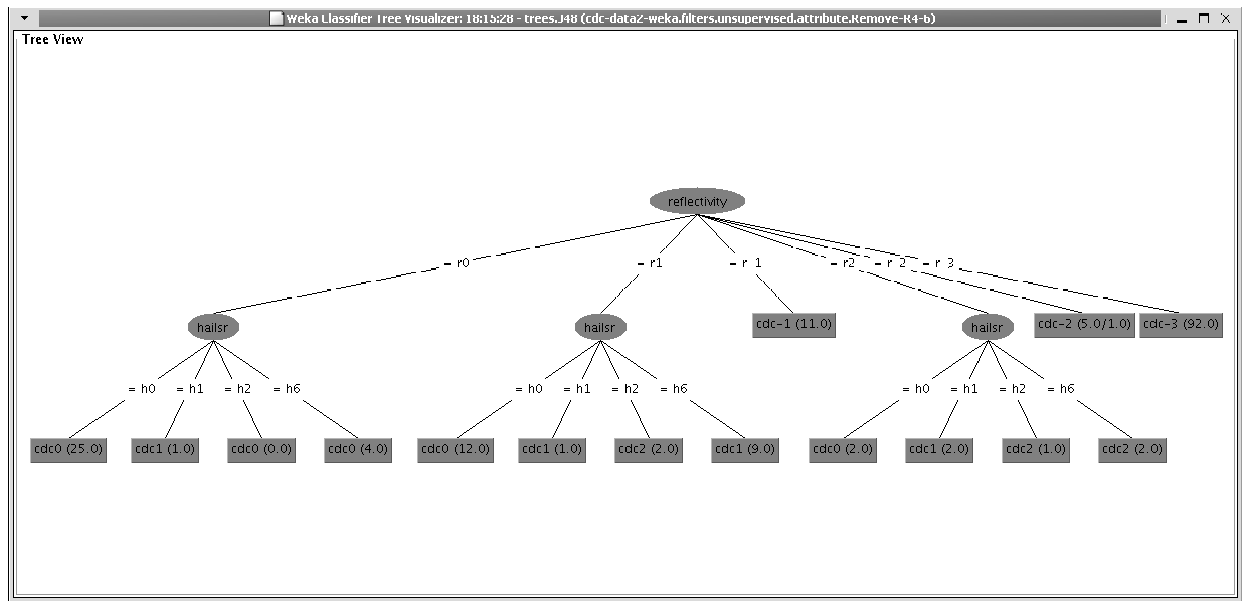 Weka Classifier Tree Visualizer: 18:15:28 - trees.J48 (cdc-data2-weka.filters.unsupervised.attribute.Remove-R4-6)
Tree View
reflectivity
= r0 = r1 = r-1 = r2 = r-2 = r-3
hailsr hailsr cdc-1 (11.0) hailsr cdc-2 (5.0/1.0) cdc-3 (92.0)
= h0 = h1 = h2 = h6 = h0 = h1 = h2 = h6 = h0 = h1 = h2 = h6
cdc0 (25.0) cdc1 (1.0) cdc0 (0.0) cdc0 (4.0) cdc0 (12.0) cdc1 (1.0) cdc2 (2.0) cdc1 (9.0) cdc0 (2.0) cdc1 (2.0) cdc2 (1.0) cdc2 (2.0)